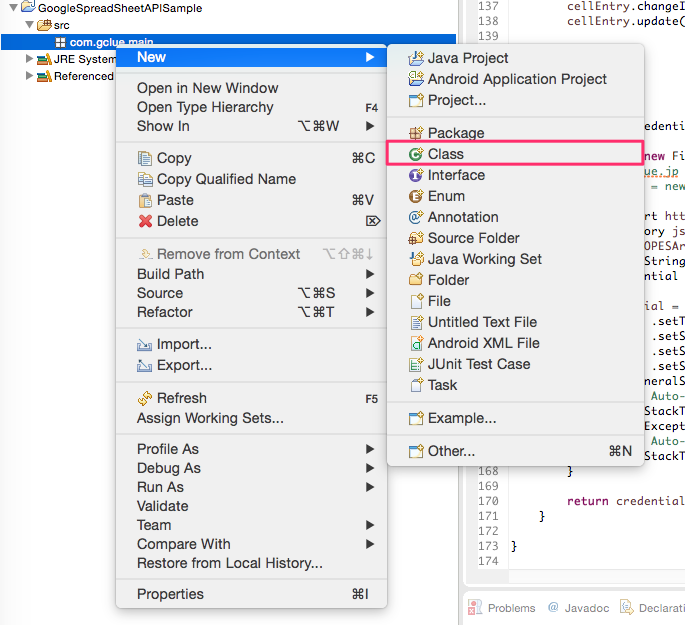 GoogleSpreadSheetAPISample
src
com.gclue.main
JRE System
Referenced
New
Open in New Window
Open Type Hierarchy F4
Show In ⌥⌘W
Copy ⌘C
Copy Qualified Name
Paste ⌘V
Delete ⌦
Remove from Context ⌥⇧⌘↓
Build Path
Source ⌥⌘S
Refactor ⌥⌘T
Import...
Export...
Refresh F5
Assign Working Sets...
Profile As
Debug As
Run As
Validate
Team
Compare With
Restore from Local History...
Properties ⌘I
Java Project
Android Application Project
Project...
Package
Class
Interface
Enum
Annotation
Source Folder
Java Working Set
Folder
File
Untitled Text File
Android XML File
JUnit Test Case
Task
Example...
Other... ⌘N
137 cellEntry.changeI
138 cellEntry.update(
139
edenti
new Fi
ue.jp
= new
rt htt
ory js
OPESAr
String
ential
ial =
.setT
.setS
.setS
.setS
neralS
Auto-
StackT
Except
Auto-
StackT
168 }
169
170 return credential
171 }
172
173 }
174
Problems @ Javadoc Declarati